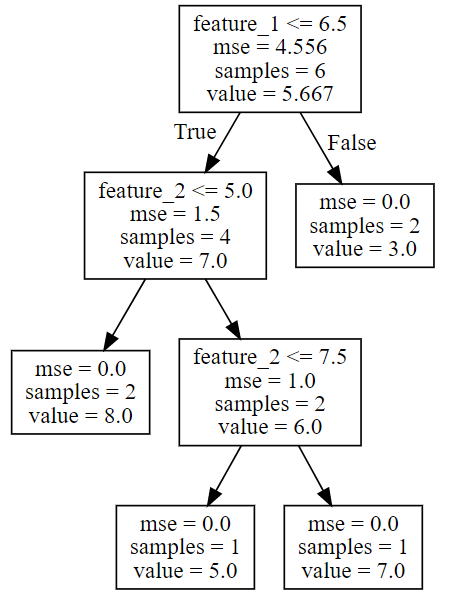 feature_1 <= 6.5
mse = 4.556
samples = 6
value = 5.667
True
False
feature_2 <= 5.0
mse = 1.5
samples = 4
value = 7.0
mse = 0.0
samples = 2
value = 3.0
mse = 0.0
samples = 2
value = 8.0
feature_2 <= 7.5
mse = 1.0
samples = 2
value = 6.0
mse = 0.0
samples = 1
value = 5.0
mse = 0.0
samples = 1
value = 7.0